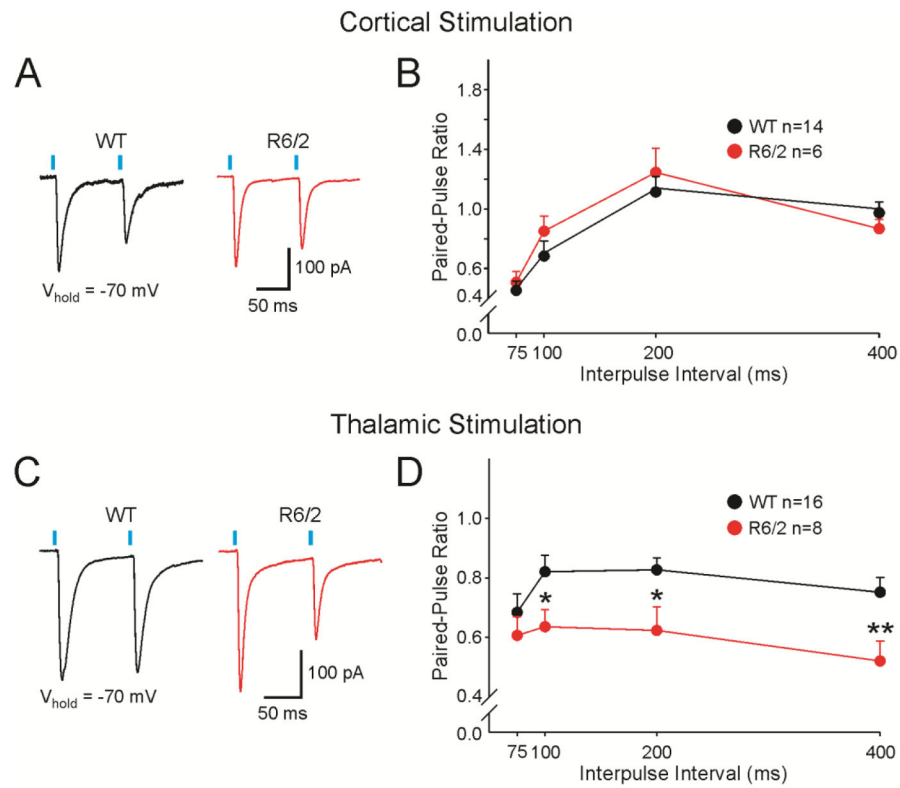 Cortical Stimulation
A
WT
R6/2
V_hold = -70 mV
100 pA
50 ms
B
Paired-Pulse Ratio
1.8
1.4
1.0
0.6
0.4
0.0
WT n=14
R6/2 n=6
75 100 200 400
Interpulse Interval (ms)
Thalamic Stimulation
C
WT
R6/2
V_hold = -70 mV
100 pA
50 ms
D
Paired-Pulse Ratio
1.0
0.8
0.6
0.4
0.0
WT n=16
R6/2 n=8
* * **
75 100 200 400
Interpulse Interval (ms)